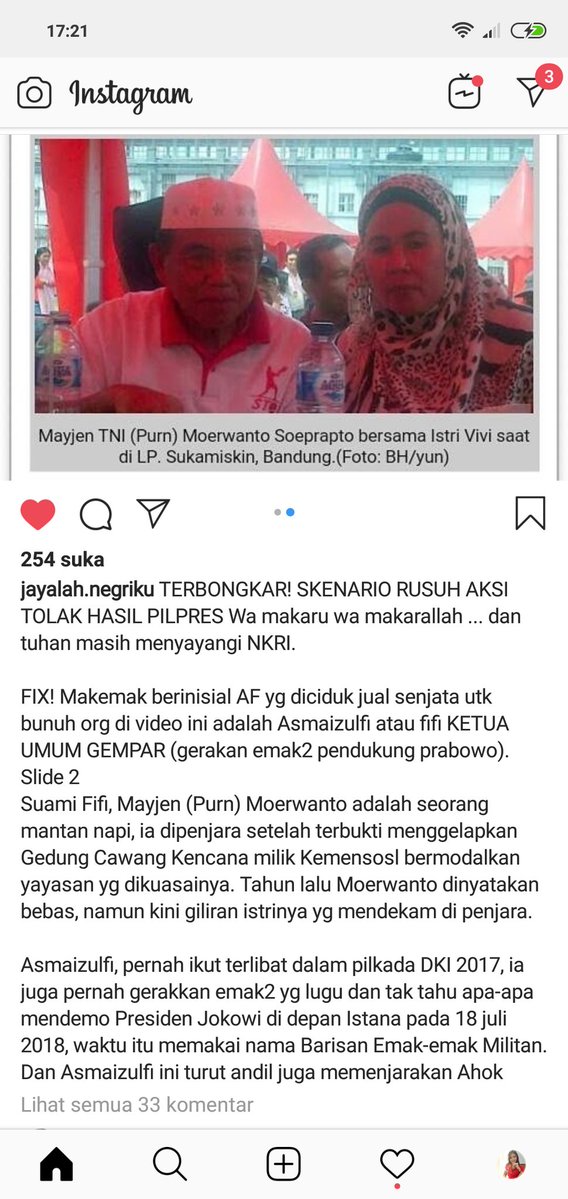 17:21
Instagram
3
Mayjen TNI (Purn) Moerwanto Soeprapto bersama Istri Vivi saat
di LP. Sukamiskin, Bandung.(Foto: BH/yun)
254 suka
jayalah.negriku TERBONGKAR! SKENARIO RUSUH AKSI
TOLAK HASIL PILPRES Wa makaru wa makarallah ... dan
tuhan masih menyayangi NKRI.
FIX! Makemak berinisial AF yg diciduk jual senjata utk
bunuh org di video ini adalah Asmaizulfi atau fifi KETUA
UMUM GEMPAR (gerakan emak2 pendukung prabowo).
Slide 2
Suami Fifi, Mayjen (Purn) Moerwanto adalah seorang
mantan napi, ia dipenjara setelah terbukti menggelapkan
Gedung Cawang Kencana milik Kemensosl bermodalkan
yayasan yg dikuasainya. Tahun lalu Moerwanto dinyatakan
bebas, namun kini giliran istrinya yg mendekam di penjara.
Asmaizulfi, pernah ikut terlibat dalam pilkada DKI 2017, ia
juga pernah gerakkan emak2 yg lugu dan tak tahu apa-apa
mendemo Presiden Jokowi di depan Istana pada 18 juli
2018, waktu itu memakai nama Barisan Emak-emak Militan.
Dan Asmaizulfi ini turut andil juga memenjarakan Ahok
Lihat semua 33 komentar